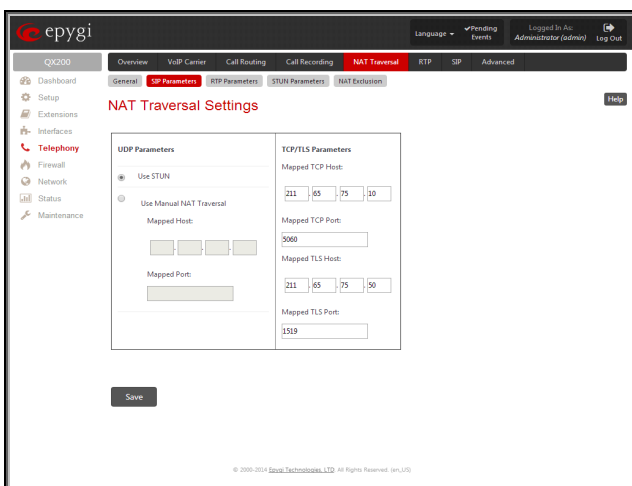 epygi
Language
✔Pending Events
Logged In As: Administrator (admin)
Log Out
QX200
Overview VoIP Carrier Call Routing Call Recording NAT Traversal RTP SIP Advanced
Dashboard
Setup
Extensions
Interfaces
Telephony
Firewall
Network
Status
Maintenance
General SIP Parameters RTP Parameters STUN Parameters NAT Exclusion
Help
NAT Traversal Settings
UDP Parameters
Use STUN
Use Manual NAT Traversal
Mapped Host:
. . .
Mapped Port:
TCP/TLS Parameters
Mapped TCP Host:
211 . 65 . 75 . 10
Mapped TCP Port:
5060
Mapped TLS Host:
211 . 65 . 75 . 50
Mapped TLS Port:
1519
Save
© 2000-2014 Epygi Technologies, LTD. All Rights Reserved. (en_US)